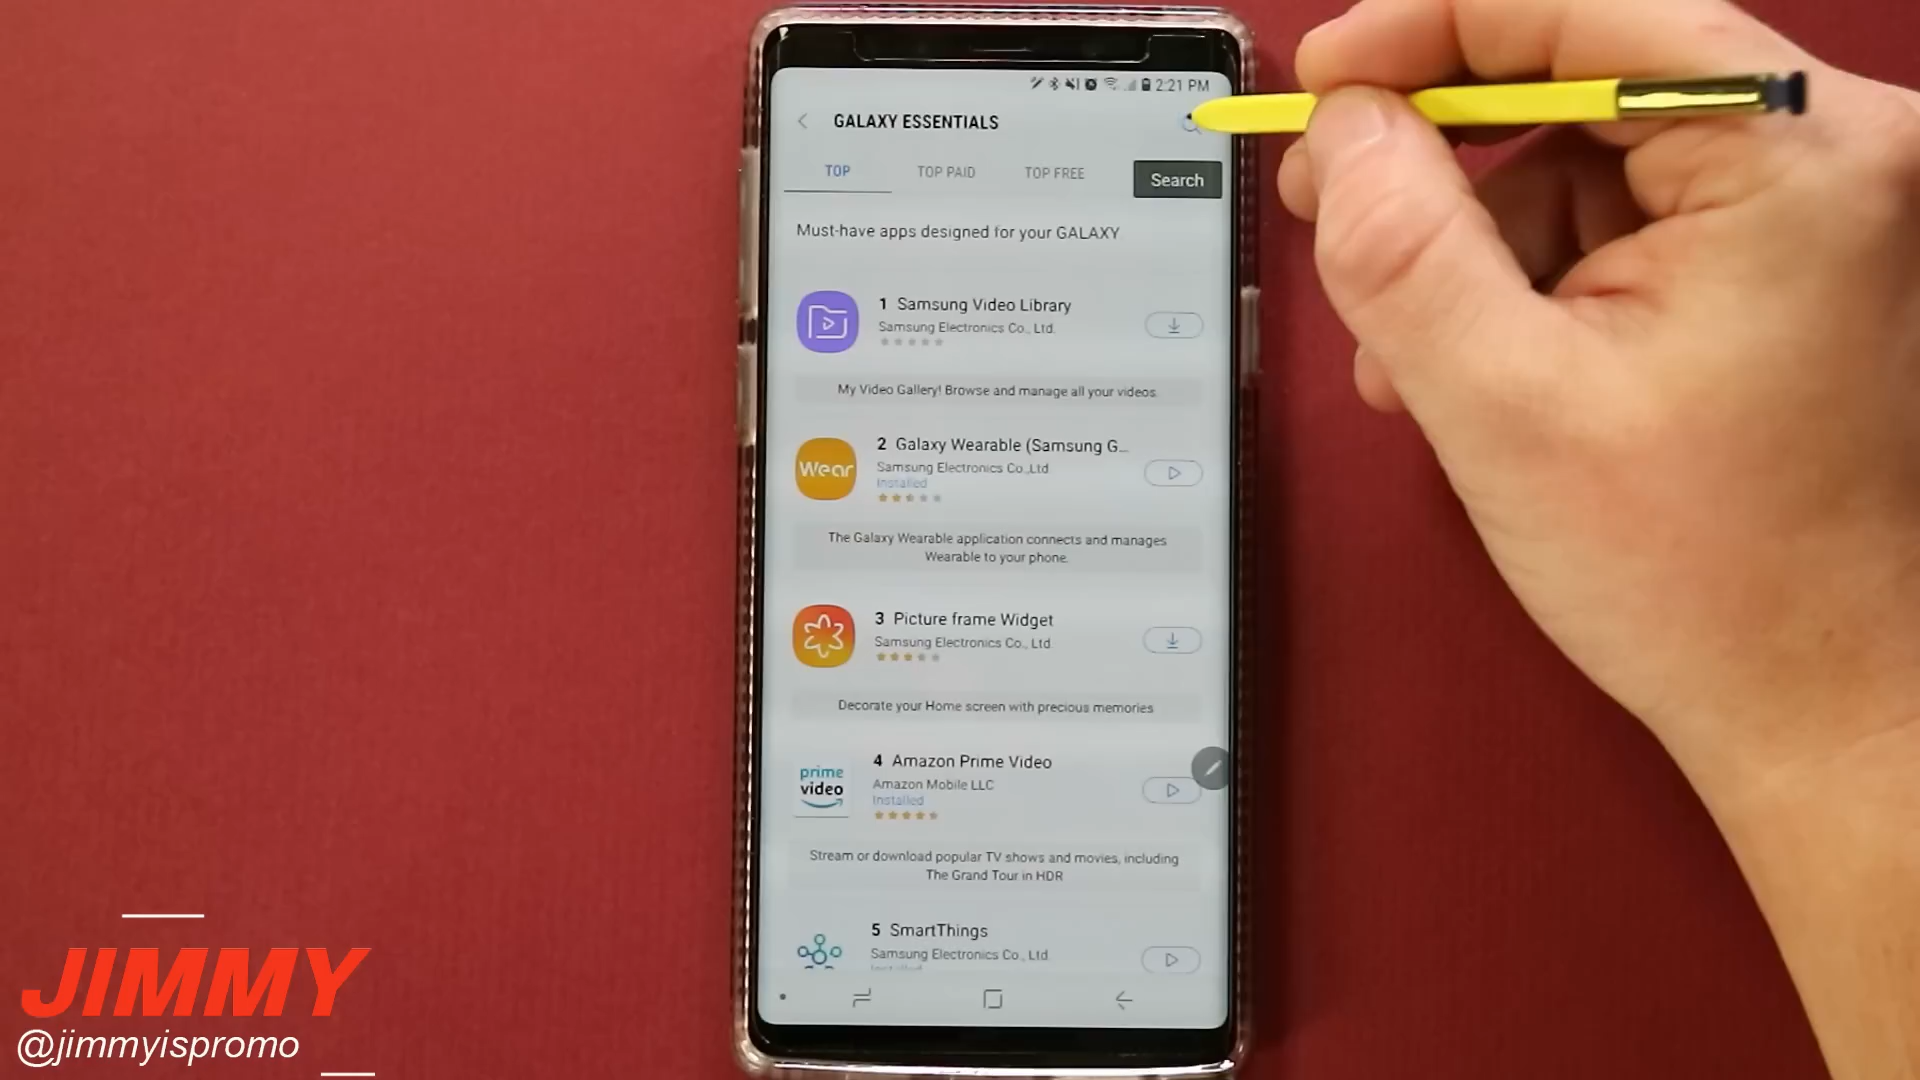 2:21 PM
GALAXY ESSENTIALS
TOP TOP PAID TOP FREE
Search
Must-have apps designed for your GALAXY
1 Samsung Video Library
Samsung Electronics Co., Ltd.
My Video Gallery! Browse and manage all your videos.
Wear
2 Galaxy Wearable (Samsung G...
Samsung Electronics Co.,Ltd
Installed
The Galaxy Wearable application connects and manages
Wearable to your phone.
3 Picture frame Widget
Samsung Electronics Co., Ltd.
Decorate your Home screen with precious memories
prime
video
4 Amazon Prime Video
Amazon Mobile LLC
Installed
Stream or download popular TV shows and movies, including
The Grand Tour in HDR
5 SmartThings
Samsung Electronics Co., Ltd.
JIMMY
@jimmyispromo